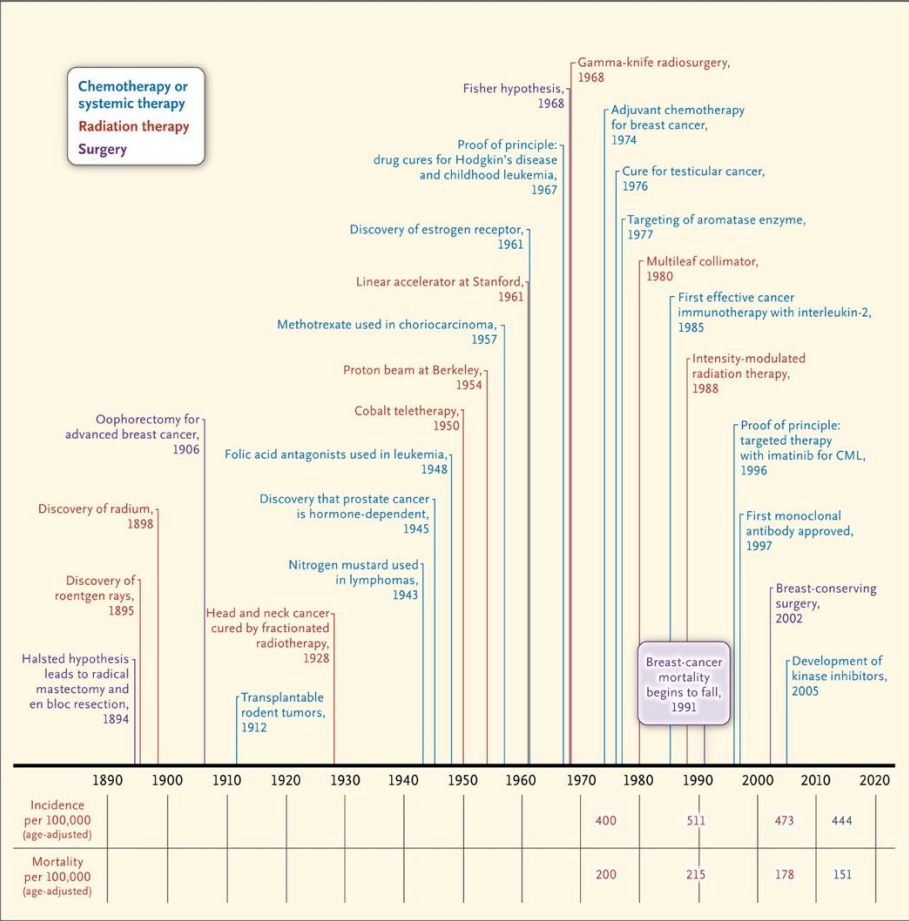 Chemotherapy or
systemic therapy
Radiation therapy
Surgery
Gamma-knife radiosurgery,
1968
Fisher hypothesis,
1968
Adjuvant chemotherapy
for breast cancer,
1974
Proof of principle:
drug cures for Hodgkin's disease
and childhood leukemia,
1967
Cure for testicular cancer,
1976
Targeting of aromatase enzyme,
1977
Discovery of estrogen receptor,
1961
Multileaf collimator,
1980
Linear accelerator at Stanford,
1961
First effective cancer
immunotherapy with interleukin-2,
1985
Methotrexate used in choriocarcinoma,
1957
Intensity-modulated
radiation therapy,
1988
Proton beam at Berkeley,
1954
Cobalt teletherapy,
1950
Oophorectomy for
advanced breast cancer,
1906
Proof of principle:
targeted therapy
with imatinib for CML,
1996
Folic acid antagonists used in leukemia,
1948
Discovery that prostate cancer
is hormone-dependent,
1945
Discovery of radium,
1898
First monoclonal
antibody approved,
1997
Nitrogen mustard used
in lymphomas,
1943
Discovery of
roentgen rays,
1895
Breast-conserving
surgery,
2002
Head and neck cancer
cured by fractionated
radiotherapy,
1928
Halsted hypothesis
leads to radical
mastectomy and
en bloc resection,
1894
Breast-cancer
mortality
begins to fall,
1991
Development of
kinase inhibitors,
2005
Transplantable
rodent tumors,
1912
1890 1900 1910 1920 1930 1940 1950 1960 1970 1980 1990 2000 2010 2020
Incidence
per 100,000
(age-adjusted)
400 511 473 444
Mortality
per 100,000
(age-adjusted)
200 215 178 151